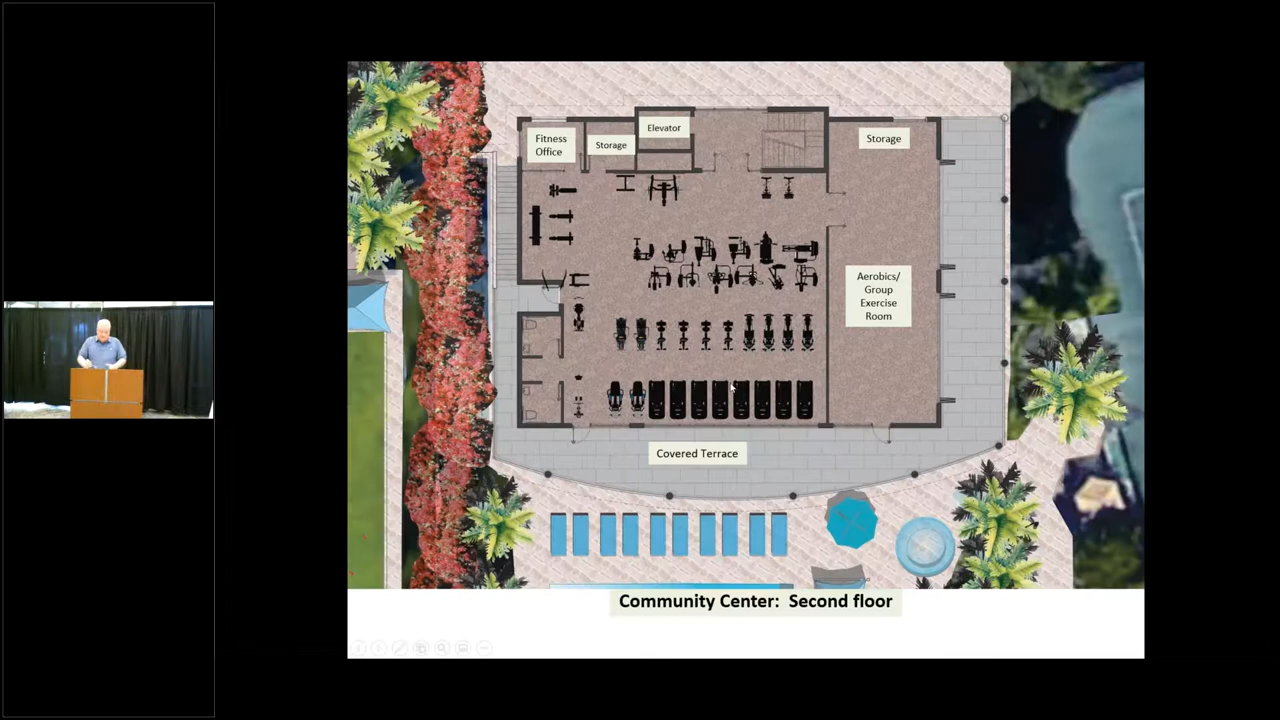 Elevator
Fitness
Office
Storage
Storage
Aerobics/
Group
Exercise
Room
Covered Terrace
Community Center: Second floor